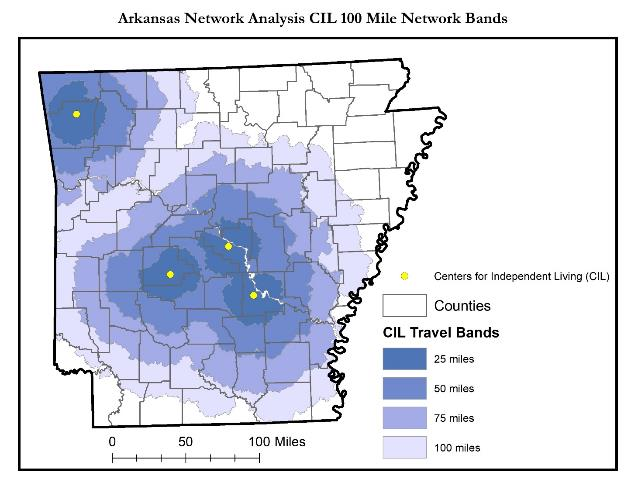 Arkansas Network Analysis CIL 100 Mile Network Bands
Centers for Independent Living (CIL)
Counties
CIL Travel Bands
25 miles
50 miles
75 miles
100 miles
0 50 100 Miles